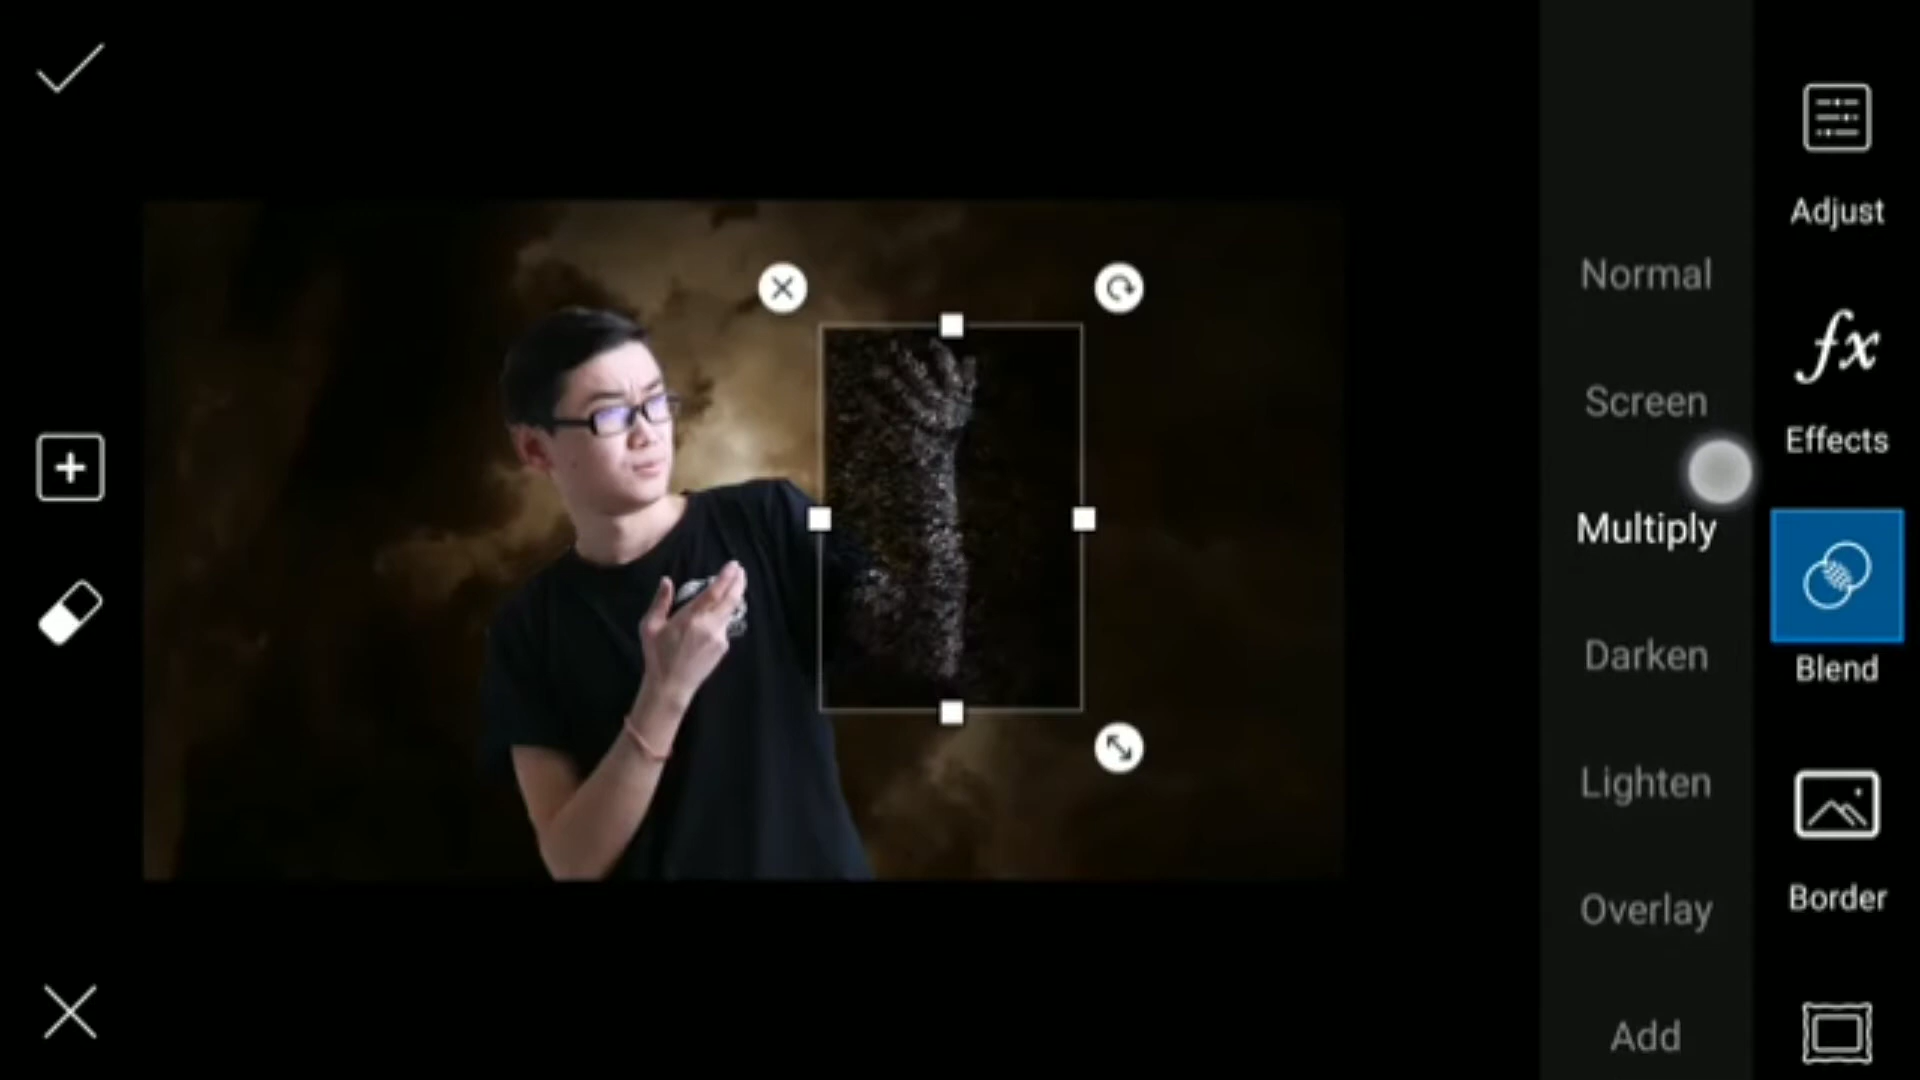 Adjust
Normal
Screen
Effects
Multiply
Darken
Blend
Lighten
Border
Overlay
Add